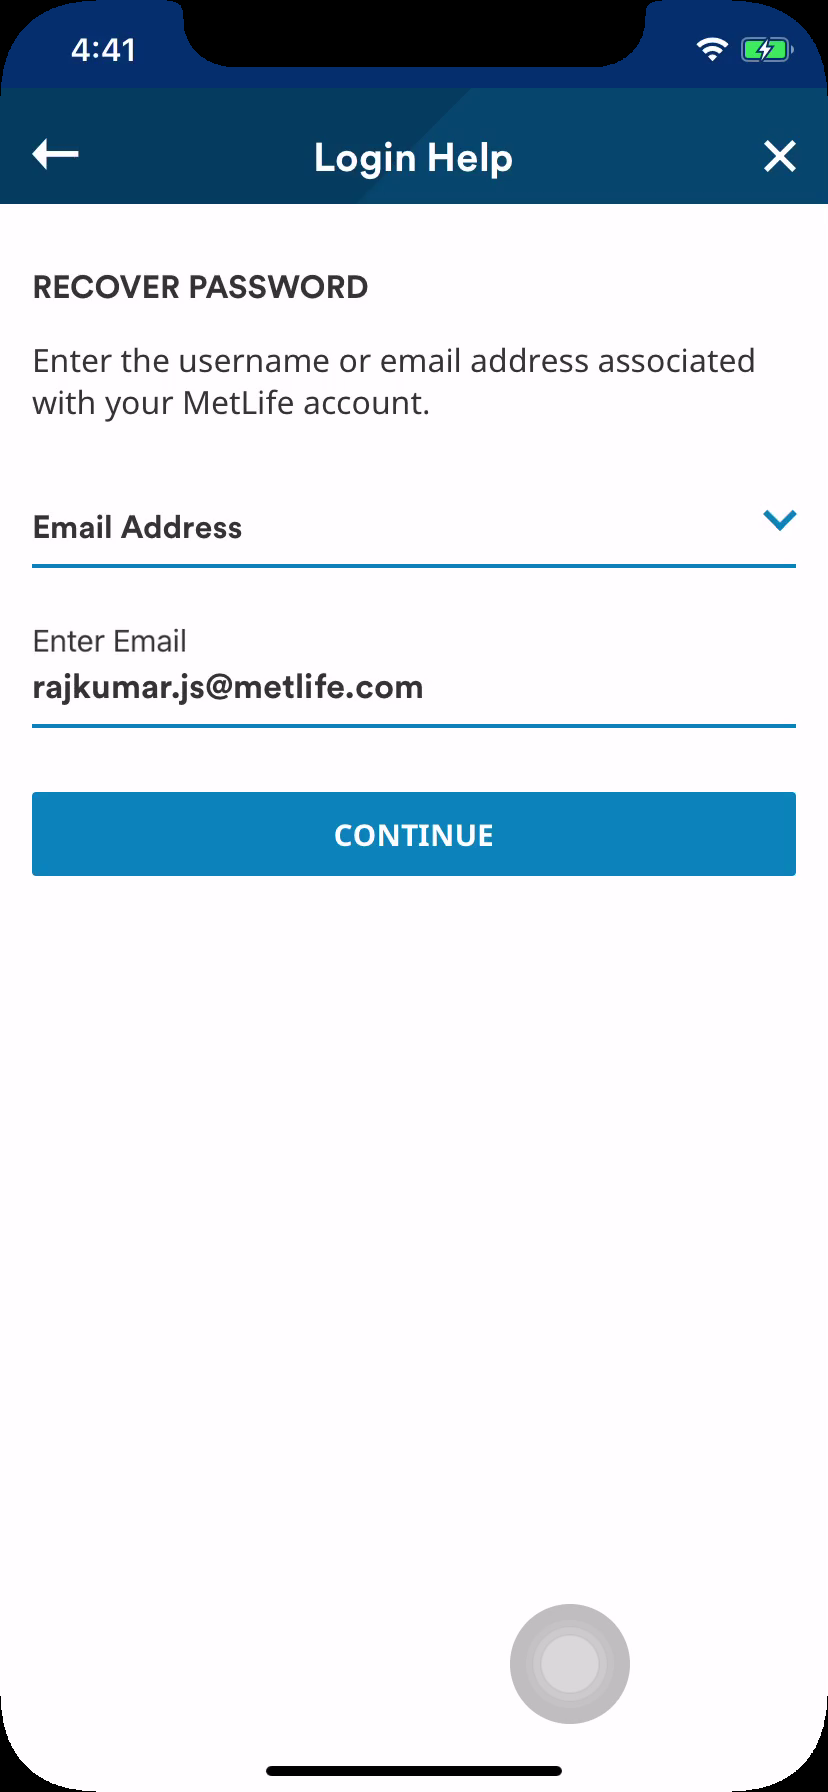 4:41
Login Help
RECOVER PASSWORD
Enter the username or email address associated
with your MetLife account.
Email Address
Enter Email
rajkumar.js@metlife.com
CONTINUE